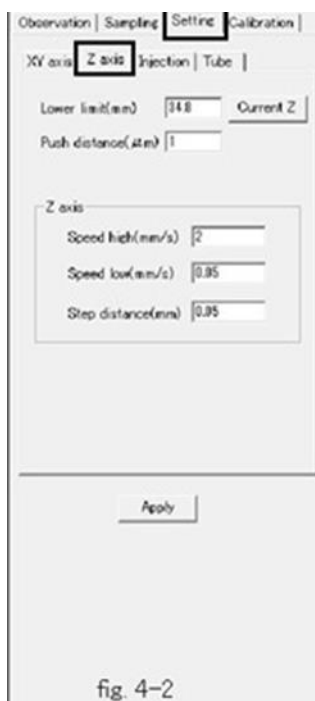 Observation | Sampling Setting Calibration |
XY axis Z axis Injection | Tube |
Lower limit(mm) 34.8 Current Z
Push distance(μm) 1
Z axis
Speed high(mm/s) 2
Speed low(mm/s) 0.05
Step distance(mm) 0.05
Apply
fig. 4-2